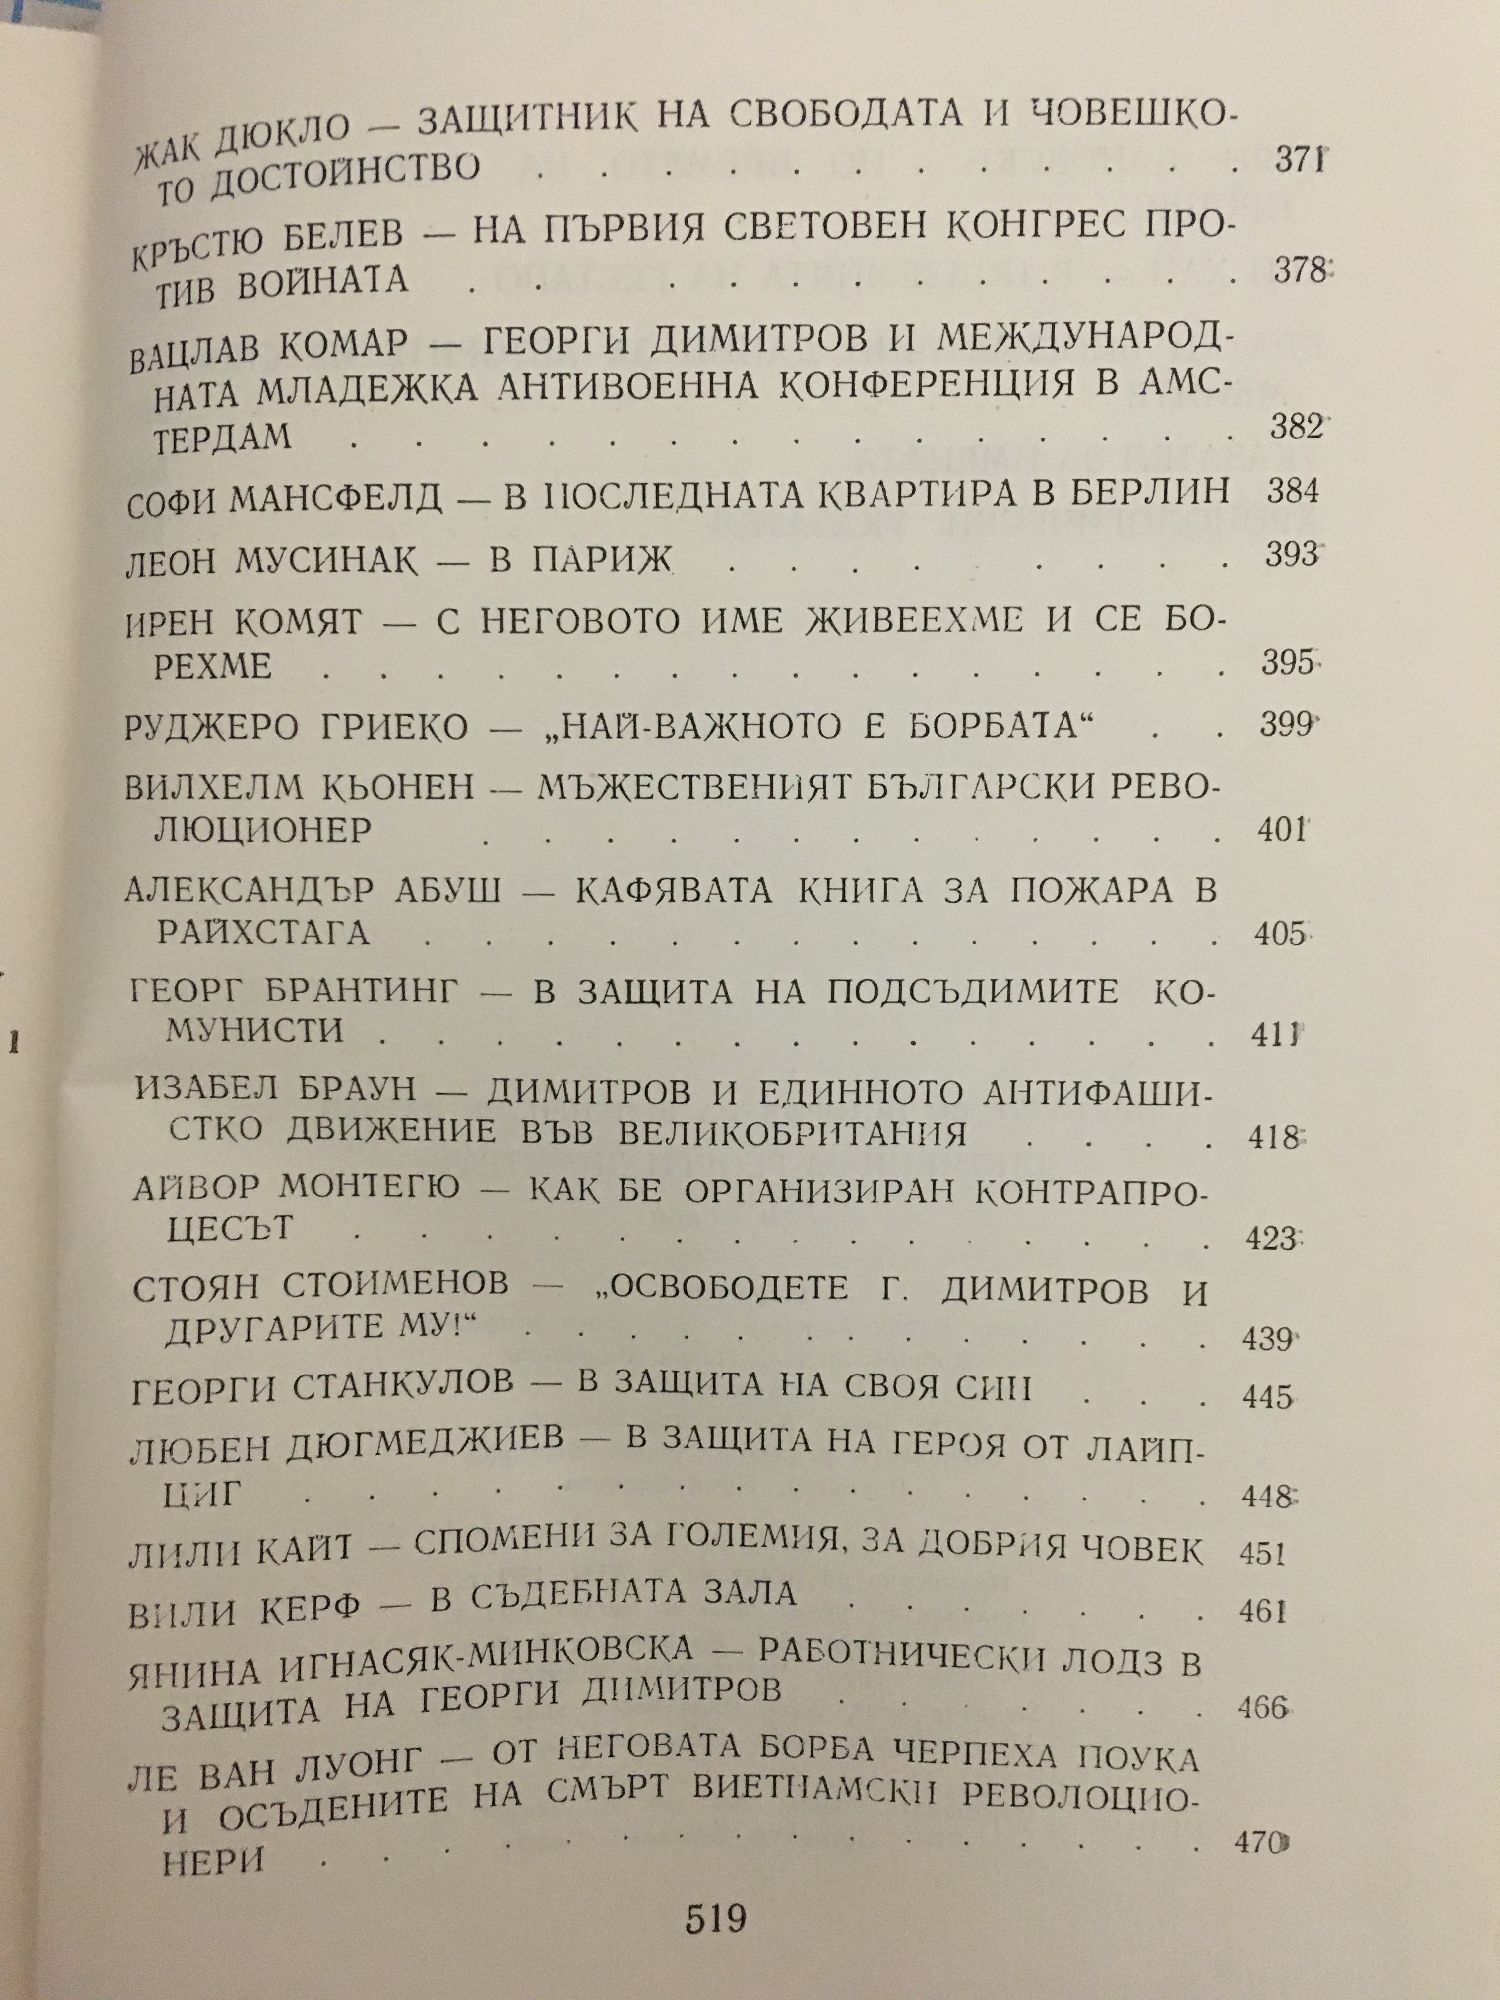 ЖАК ДЮКЛО — ЗАЩИТНИК НА СВОБОДАТА И ЧОВЕШКО-
ТО ДОСТОЙНСТВО . . . . . . . . . . . . 371
КРЪСТЮ БЕЛЕВ — НА ПЪРВИЯ СВЕТОВЕН КОНГРЕС ПРО-
ТИВ ВОЙНАТА . . . . . . . . . . . . 378
ВАЦЛАВ КОМАР — ГЕОРГИ ДИМИТРОВ И МЕЖДУНАРОД-
НАТА МЛАДЕЖКА АНТИВОЕННА КОНФЕРЕНЦИЯ В АМС-
ТЕРДАМ . . . . . . . . . . . . . . . 382
СОФИ МАНСФЕЛД — В ПОСЛЕДНАТА КВАРТИРА В БЕРЛИН 384
ЛЕОН МУСИНАК — В ПАРИЖ . . . . . . . . 393
ИРЕН КОМЯТ — С НЕГОВОТО ИМЕ ЖИВЕЕХМЕ И СЕ БО-
РЕХМЕ . . . . . . . . . . . . . . . . 395
РУДЖЕРО ГРИЕКО — „НАЙ-ВАЖНОТО Е БОРБАТА“ . . 399
ВИЛХЕЛМ КЬОНЕН — МЪЖЕСТВЕНИЯТ БЪЛГАРСКИ РЕВО-
ЛЮЦИОНЕР . . . . . . . . . . . . . 401
АЛЕКСАНДЪР АБУШ — КАФЯВАТА КНИГА ЗА ПОЖАРА В
РАЙХСТАГА . . . . . . . . . . . . . . 405
ГЕОРГ БРАНТИНГ — В ЗАЩИТА НА ПОДСЪДИМИТЕ КО-
МУНИСТИ . . . . . . . . . . . . . . . 411
ИЗАБЕЛ БРАУН — ДИМИТРОВ И ЕДИННОТО АНТИФАШИ-
СТКО ДВИЖЕНИЕ ВЪВ ВЕЛИКОБРИТАНИЯ . . . . 418
АЙВОР МОНТЕГЮ — КАК БЕ ОРГАНИЗИРАН КОНТРАПРО-
ЦЕСЪТ . . . . . . . . . . . . . . . 423
СТОЯН СТОИМЕНОВ — „ОСВОБОДЕТЕ Г. ДИМИТРОВ И
ДРУГАРИТЕ МУ!“ . . . . . . . . . . . . . 439
ГЕОРГИ СТАНКУЛОВ — В ЗАЩИТА НА СВОЯ СИН . . . 445
ЛЮБЕН ДЮГМЕДЖИЕВ — В ЗАЩИТА НА ГЕРОЯ ОТ ЛАЙП-
ЦИГ . . . . . . . . . . . . . . . . 448
ЛИЛИ КАЙТ — СПОМЕНИ ЗА ГОЛЕМИЯ, ЗА ДОБРИЯ ЧОВЕК 451
ВИЛИ КЕРФ — В СЪДЕБНАТА ЗАЛА . . . . . . . 461
ЯНИНА ИГНАСЯК-МИНКОВСКА — РАБОТНИЧЕСКИ ЛОДЗ В
ЗАЩИТА НА ГЕОРГИ ДИМИТРОВ . . . . . . 466
ЛЕ ВАН ЛУОНГ — ОТ НЕГОВАТА БОРБА ЧЕРПЕХА ПОУКА
И ОСЪДЕНИТЕ НА СМЪРТ ВИЕТНАМСКИ РЕВОЛОЦИО-
НЕРИ . . . . . . . . . . . . . . . 470
519